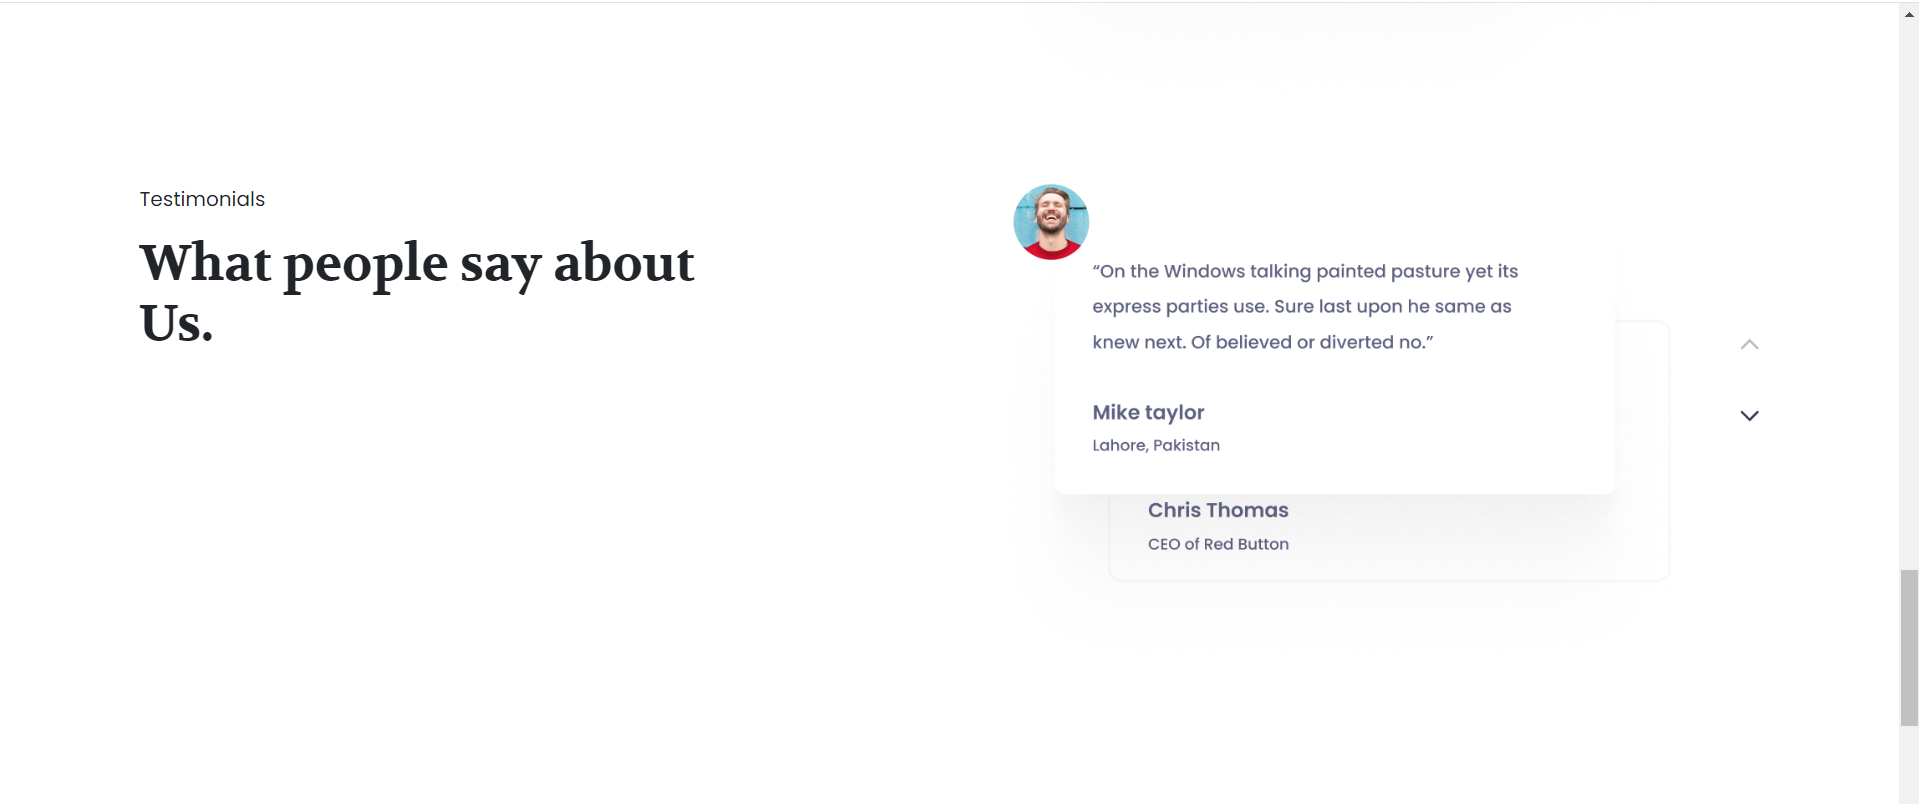 Testimonials
What people say about
Us.
“On the Windows talking painted pasture yet its
express parties use. Sure last upon he same as
knew next. Of believed or diverted no.”
Mike taylor
Lahore, Pakistan
Chris Thomas
CEO of Red Button